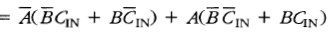 = A̅(B̅C_IN + BC̅_IN) + A(B̅ C̅_IN + BC_IN)